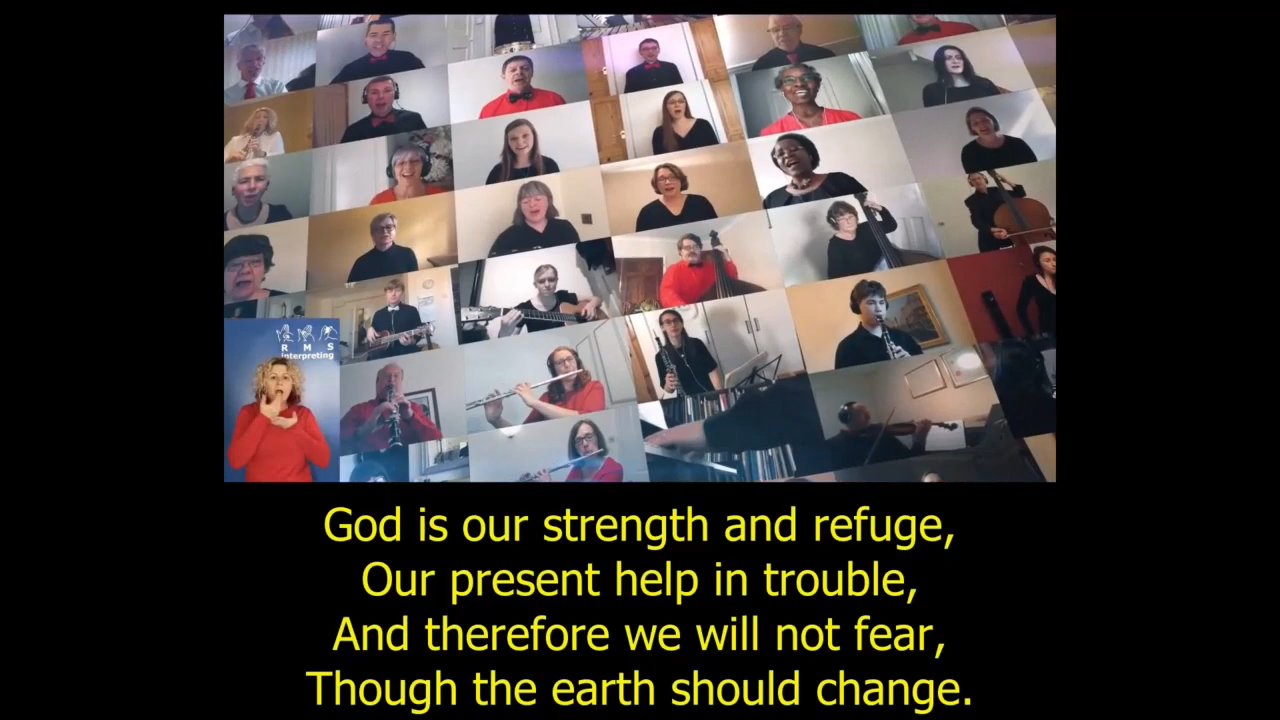 R M S
interpreting
God is our strength and refuge,
Our present help in trouble,
And therefore we will not fear,
Though the earth should change.